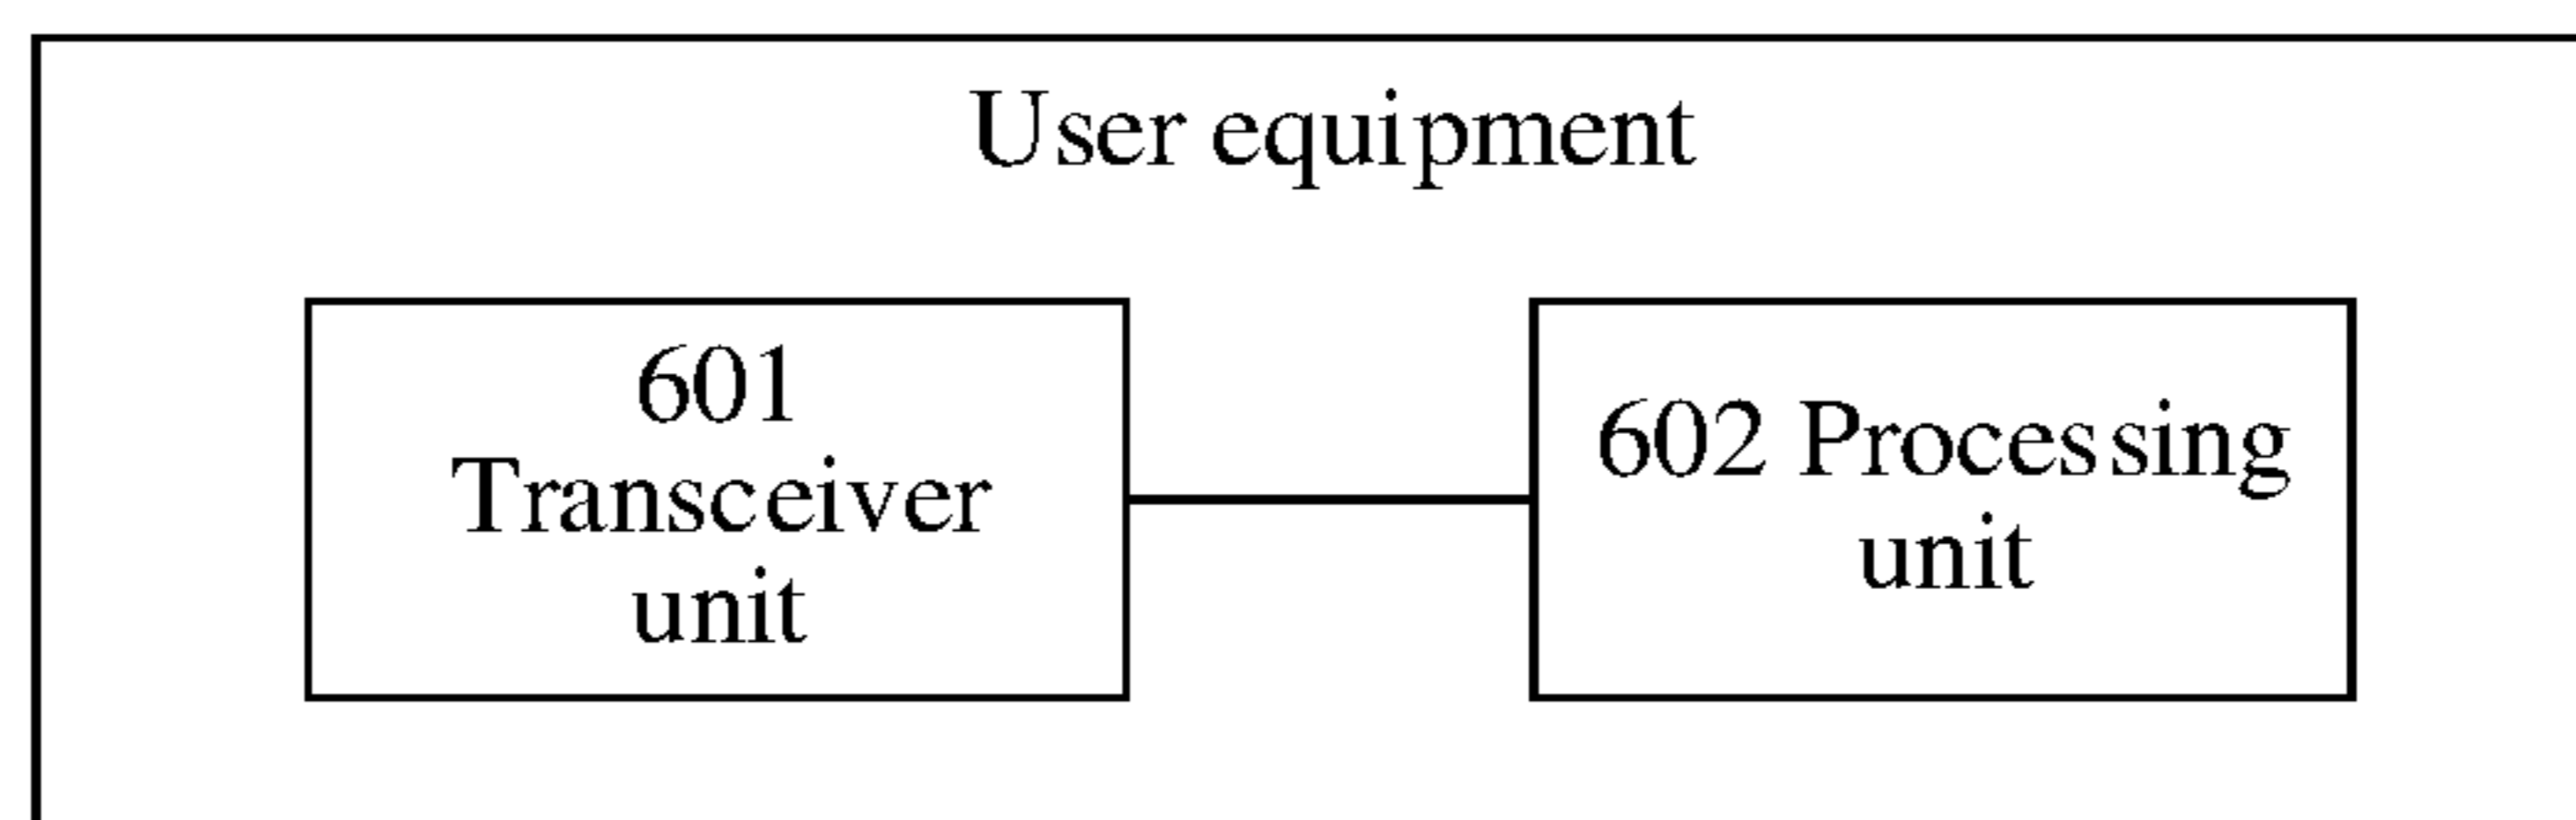 User equipment
601
Transceiver
unit
602 Processing
unit